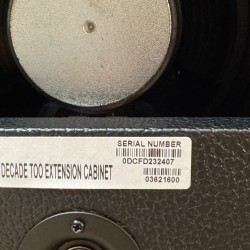 SERIAL NUMBER
0DCFD232407
DECADE TOO EXTENSION CABINET
03621600